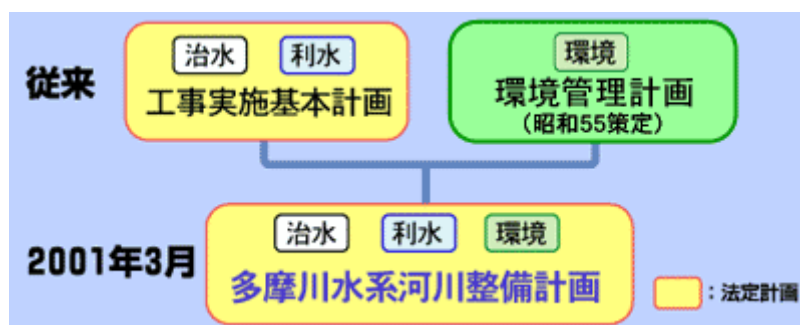 従来
治水 利水
工事実施基本計画
環境
環境管理計画
(昭和55策定)
2001年3月
治水 利水 環境
多摩川水系河川整備計画
：法定計画